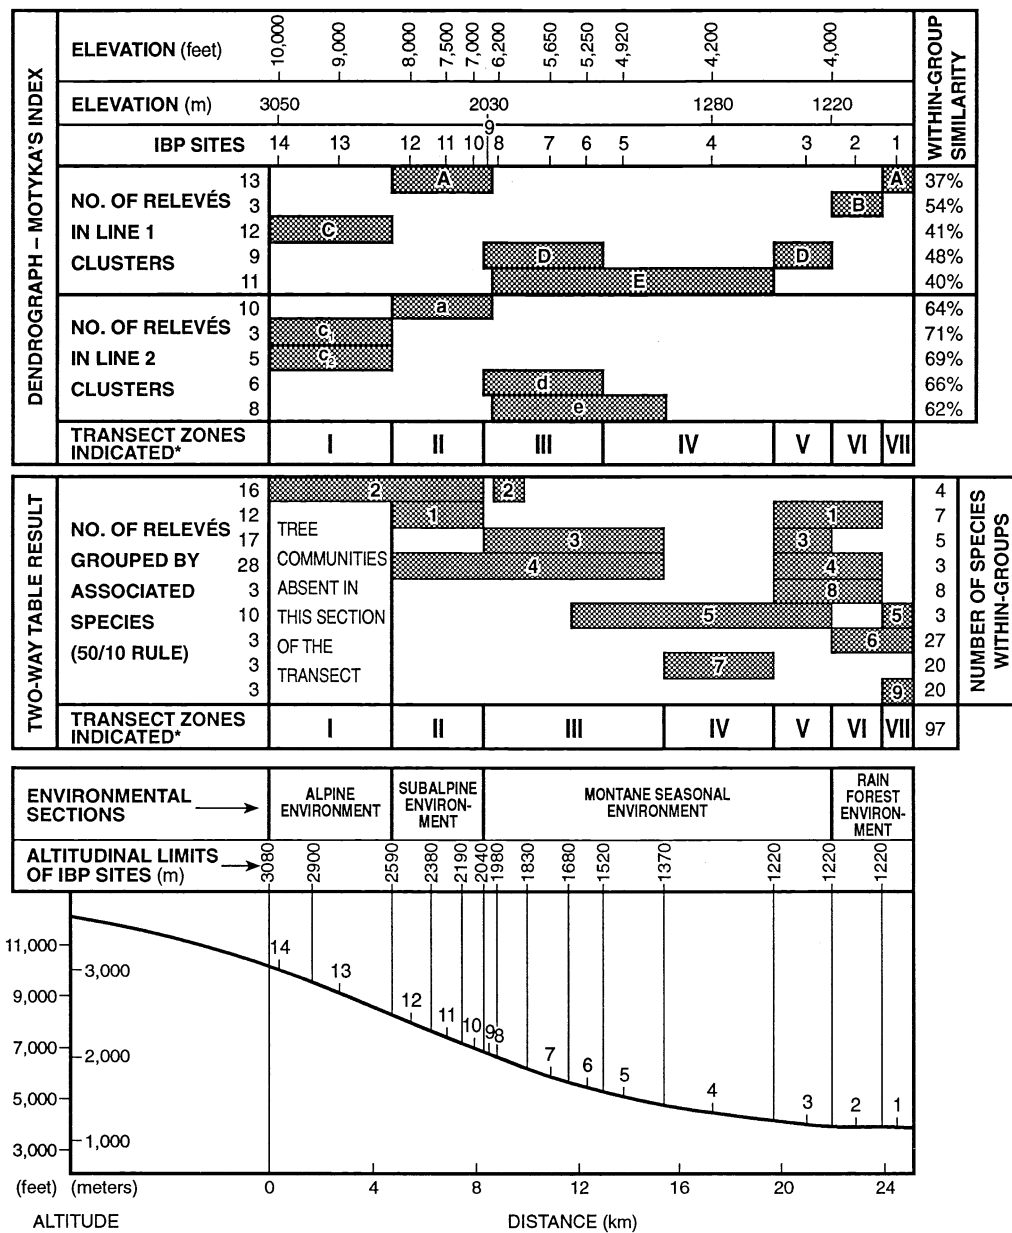 DENDROGRAPH – MOTYKA'S INDEX
ELEVATION (feet) 10,000 9,000 8,000 7,500 7,000 6,200 5,650 5,250 4,920 4,200 4,000
WITHIN-GROUP
SIMILARITY
ELEVATION (m) 3050 2030 1280 1220
IBP SITES 14 13 12 11 10 9 8 7 6 5 4 3 2 1
13 A A 37%
NO. OF RELEVÉS 3 B 54%
IN LINE 1 12 C 41%
CLUSTERS 9 D D 48%
11 E 40%
10 a 64%
NO. OF RELEVÉS 3 c1 71%
IN LINE 2 5 c2 69%
CLUSTERS 6 d 66%
8 e 62%
TRANSECT ZONES
INDICATED* I II III IV V VI VII
TWO-WAY TABLE RESULT
NUMBER OF SPECIES
WITHIN-GROUPS
16 2 2 4
12 1 1 7
NO. OF RELEVÉS 17 TREE 3 3 5
GROUPED BY 28 COMMUNITIES 4 4 3
ASSOCIATED 3 ABSENT IN 8 8
SPECIES 10 THIS SECTION 5 5 3
(50/10 RULE) 3 OF THE 6 27
3 TRANSECT 7 20
3 9 20
TRANSECT ZONES
INDICATED* I II III IV V VI VII 97
ENVIRONMENTAL
SECTIONS
ALPINE
ENVIRONMENT
SUBALPINE
ENVIRON-
MENT
MONTANE SEASONAL
ENVIRONMENT
RAIN
FOREST
ENVIRON-
MENT
ALTITUDINAL LIMITS
OF IBP SITES (m) 3080 2900 2590 2380 2190 2040 1980 1830 1680 1520 1370 1220 1220 1220
14 13 12 11 10 9 8 7 6 5 4 3 2 1
11,000
3,000
9,000
7,000
2,000
5,000
1,000
3,000
(feet) (meters) 0 4 8 12 16 20 24
ALTITUDE DISTANCE (km)